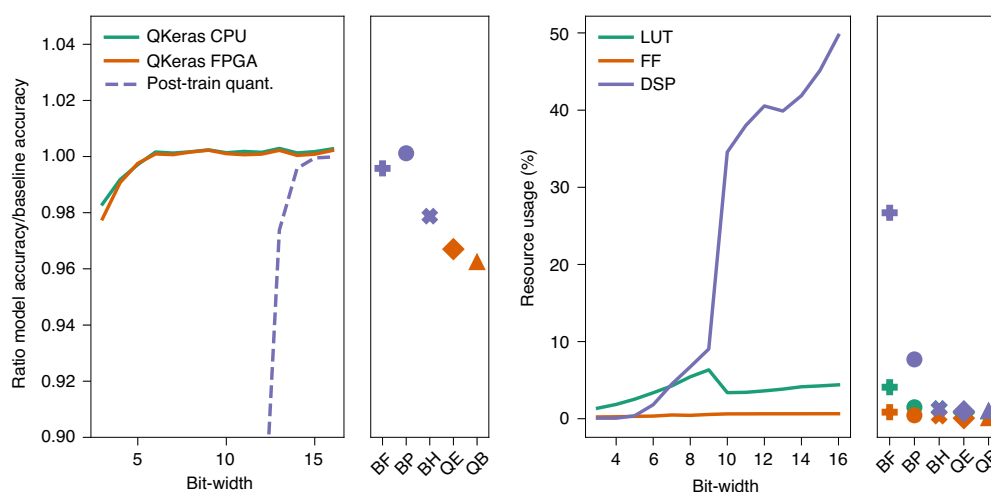 Ratio model accuracy/baseline accuracy
1.04
1.02
1.00
0.98
0.96
0.94
0.92
0.90
QKeras CPU
QKeras FPGA
Post-train quant.
5
10
15
Bit-width
BF
BP
BH
QE
QB
Resource usage (%)
50
40
30
20
10
0
LUT
FF
DSP
4
6
8
10
12
14
16
Bit-width
BF
BP
BH
QE